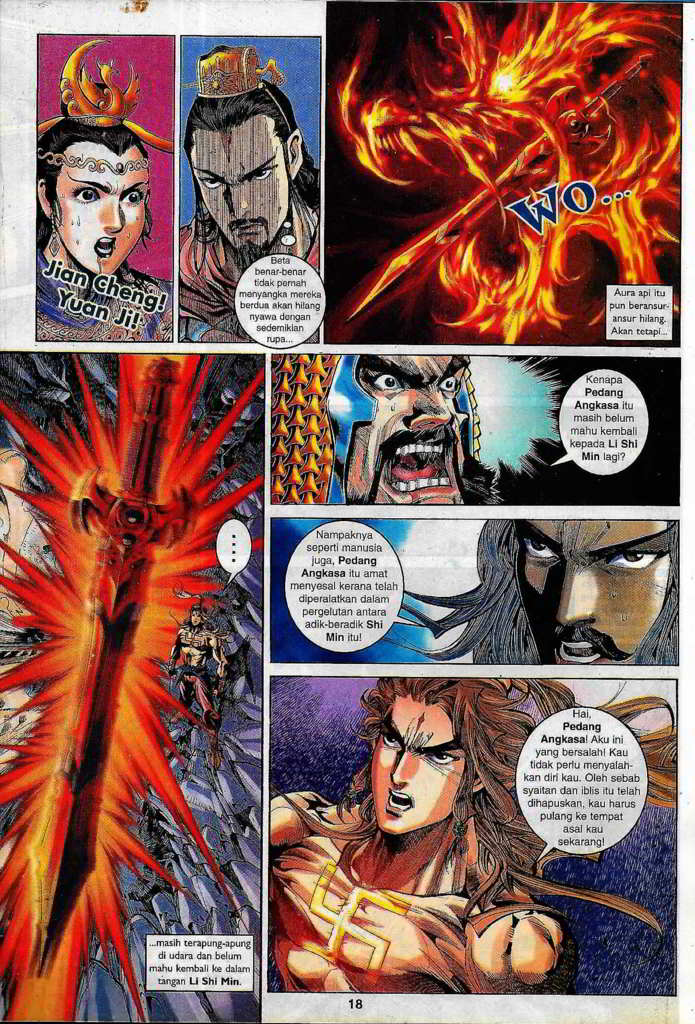 Jian Cheng!
Yuan Ji!
Beta
benar-benar
tidak pernah
menyangka mereka
berdua akan hilang
nyawa dengan
sedemikian
rupa...
WO...
Aura api itu
pun beransur-
ansur hilang.
Akan tetapi...
....
...masih terapung-apung
di udara dan belum
mahu kembali ke dalam
tangan Li Shi Min.
Kenapa
Pedang
Angkasa itu
masih belum
mahu kembali
kepada Li Shi
Min lagi?
Nampaknya
seperti manusia
juga, Pedang
Angkasa itu amat
menyesal kerana telah
diperalatkan dalam
pergelutan antara
adik-beradik Shi
Min itu!
Hai,
Pedang
Angkasa! Aku ini
yang bersalah! Kau
tidak perlu menyalah-
kan diri kau. Oleh sebab
syaitan dan iblis itu telah
dihapuskan, kau harus
pulang ke tempat
asal kau
sekarang!
18